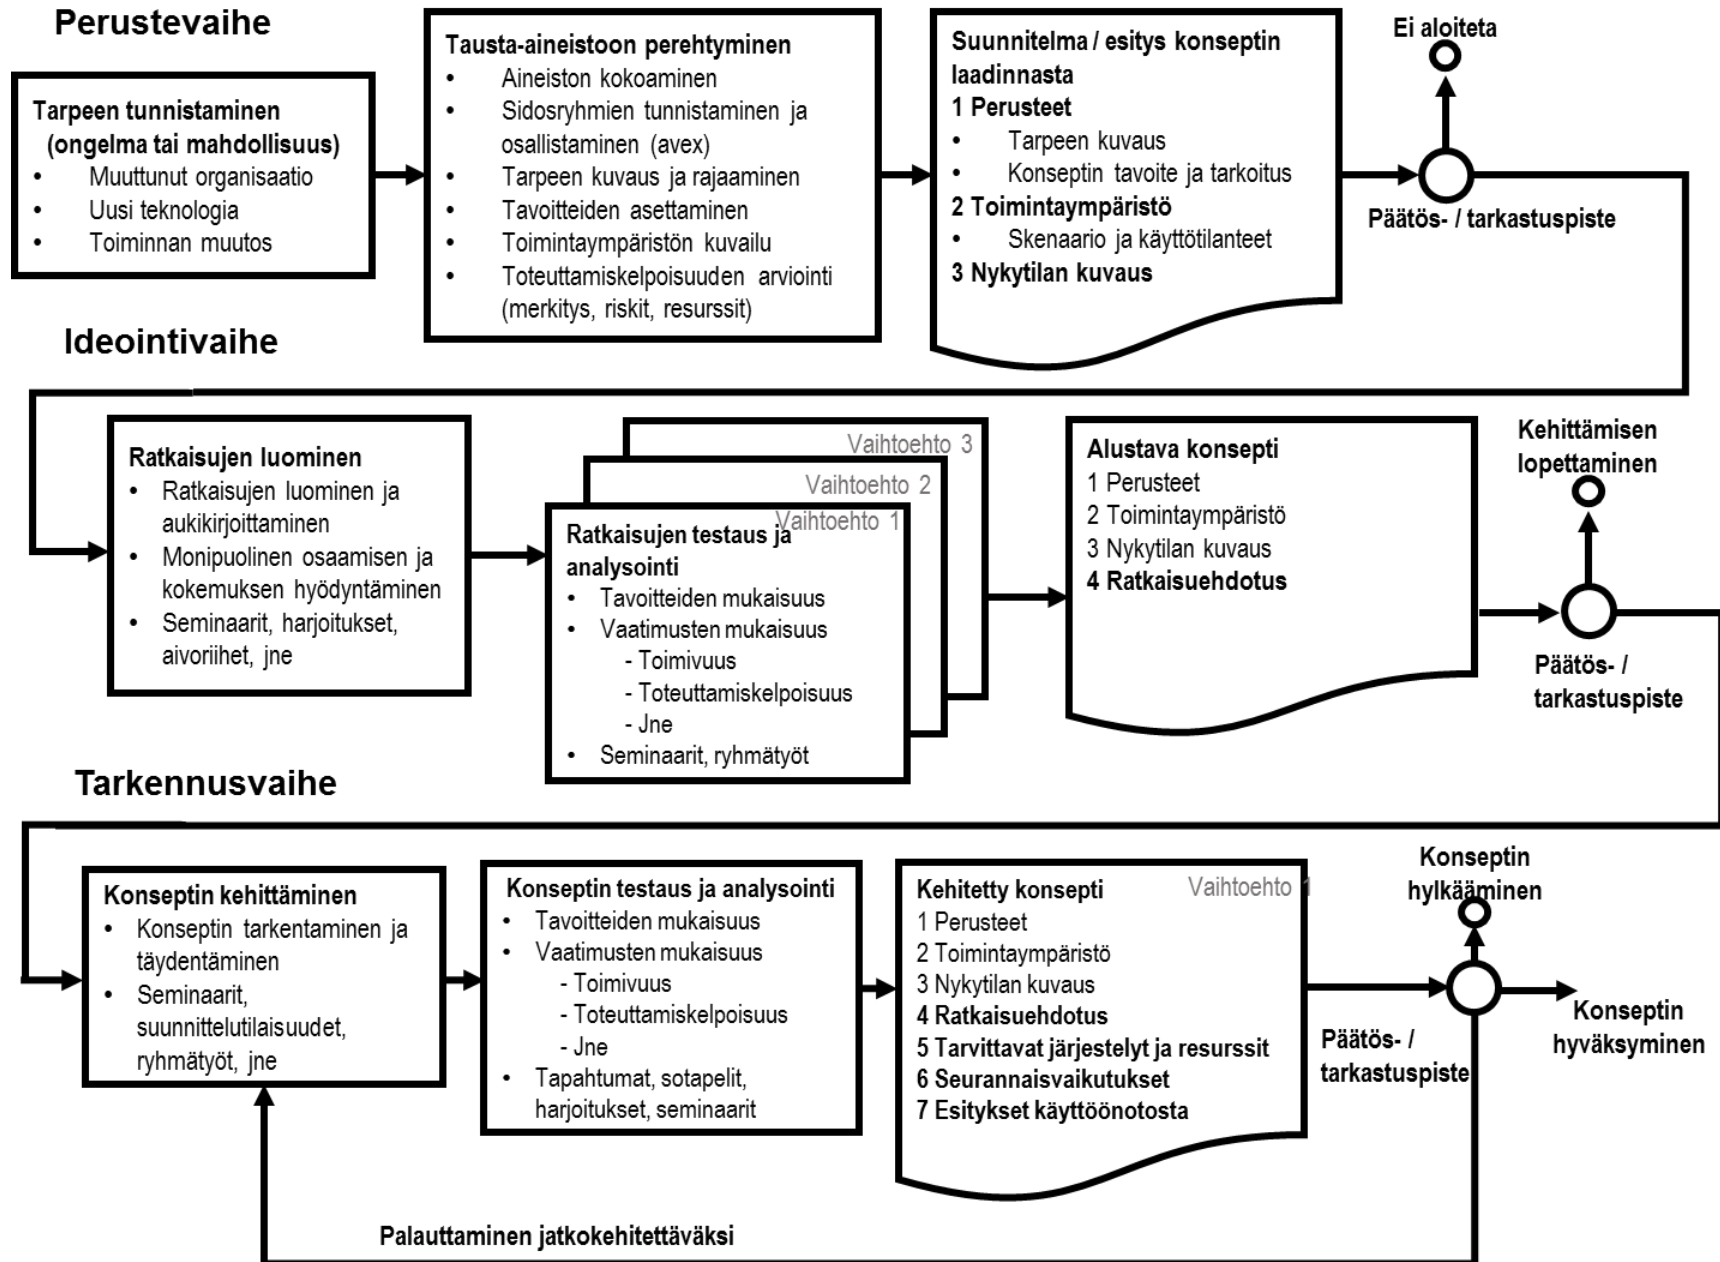 Perustevaihe
Tarpeen tunnistaminen
(ongelma tai mahdollisuus)
• Muuttunut organisaatio
• Uusi teknologia
• Toiminnan muutos
Tausta-aineistoon perehtyminen
• Aineiston kokoaminen
• Sidosryhmien tunnistaminen ja
osallistaminen (avex)
• Tarpeen kuvaus ja rajaaminen
• Tavoitteiden asettaminen
• Toimintaympäristön kuvailu
• Toteuttamiskelpoisuuden arviointi
(merkitys, riskit, resurssit)
Suunnitelma / esitys konseptin
laadinnasta
1 Perusteet
• Tarpeen kuvaus
• Konseptin tavoite ja tarkoitus
2 Toimintaympäristö
• Skenaario ja käyttötilanteet
3 Nykytilan kuvaus
Ei aloiteta
Päätös- / tarkastuspiste
Ideointivaihe
Ratkaisujen luominen
• Ratkaisujen luominen ja
aukikirjoittaminen
• Monipuolinen osaamisen ja
kokemuksen hyödyntäminen
• Seminaarit, harjoitukset,
aivoriihet, jne
Vaihtoehto 3
Vaihtoehto 2
Vaihtoehto 1
Ratkaisujen testaus ja
analysointi
• Tavoitteiden mukaisuus
• Vaatimusten mukaisuus
- Toimivuus
- Toteuttamiskelpoisuus
- Jne
• Seminaarit, ryhmätyöt
Alustava konsepti
1 Perusteet
2 Toimintaympäristö
3 Nykytilan kuvaus
4 Ratkaisuehdotus
Kehittämisen
lopettaminen
Päätös- /
tarkastuspiste
Tarkennusvaihe
Konseptin kehittäminen
• Konseptin tarkentaminen ja
täydentäminen
• Seminaarit,
suunnittelutilaisuudet,
ryhmätyöt, jne
Konseptin testaus ja analysointi
• Tavoitteiden mukaisuus
• Vaatimusten mukaisuus
- Toimivuus
- Toteuttamiskelpoisuus
- Jne
• Tapahtumat, sotapelit,
harjoitukset, seminaarit
Kehitetty konsepti
Vaihtoehto 1
1 Perusteet
2 Toimintaympäristö
3 Nykytilan kuvaus
4 Ratkaisuehdotus
5 Tarvittavat järjestelyt ja resurssit
6 Seurannaisvaikutukset
7 Esitykset käyttöönotosta
Konseptin
hylkääminen
Päätös- /
tarkastuspiste
Konseptin
hyväksyminen
Palauttaminen jatkokehitettäväksi